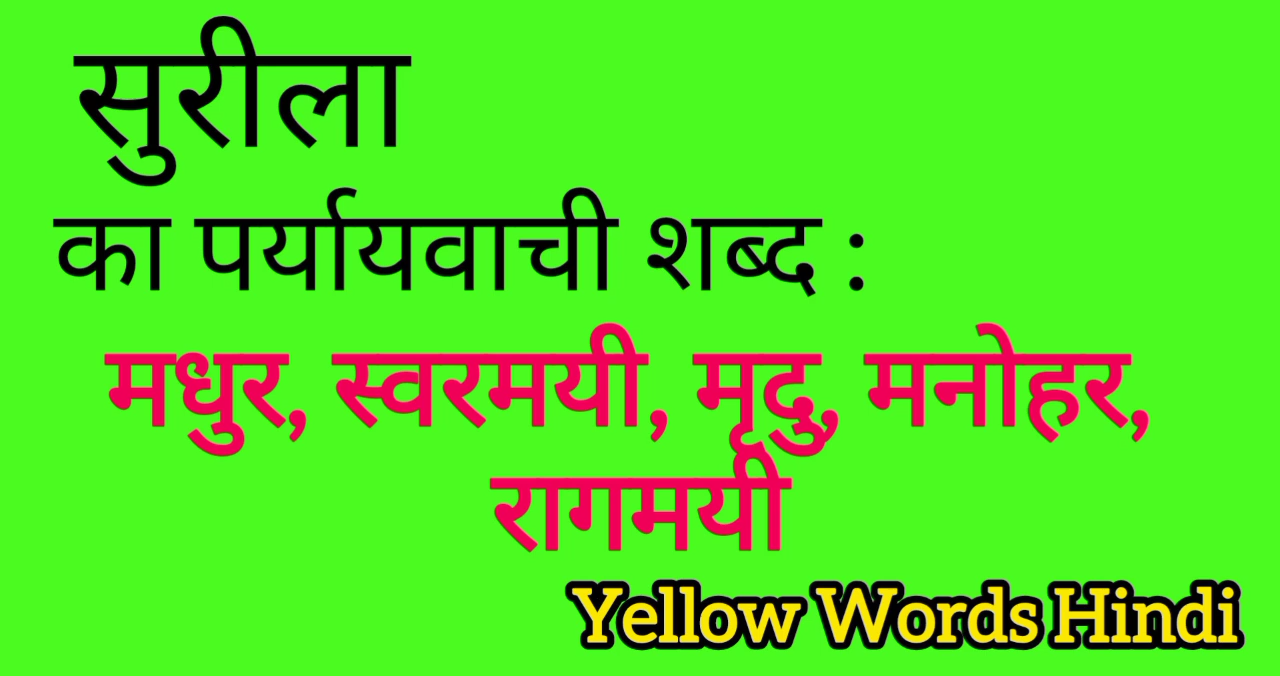 सुरीला
का पर्यायवाची शब्द :
मधुर, स्वरमयी, मृदु, मनोहर,
रागमयी
Yellow Words Hindi